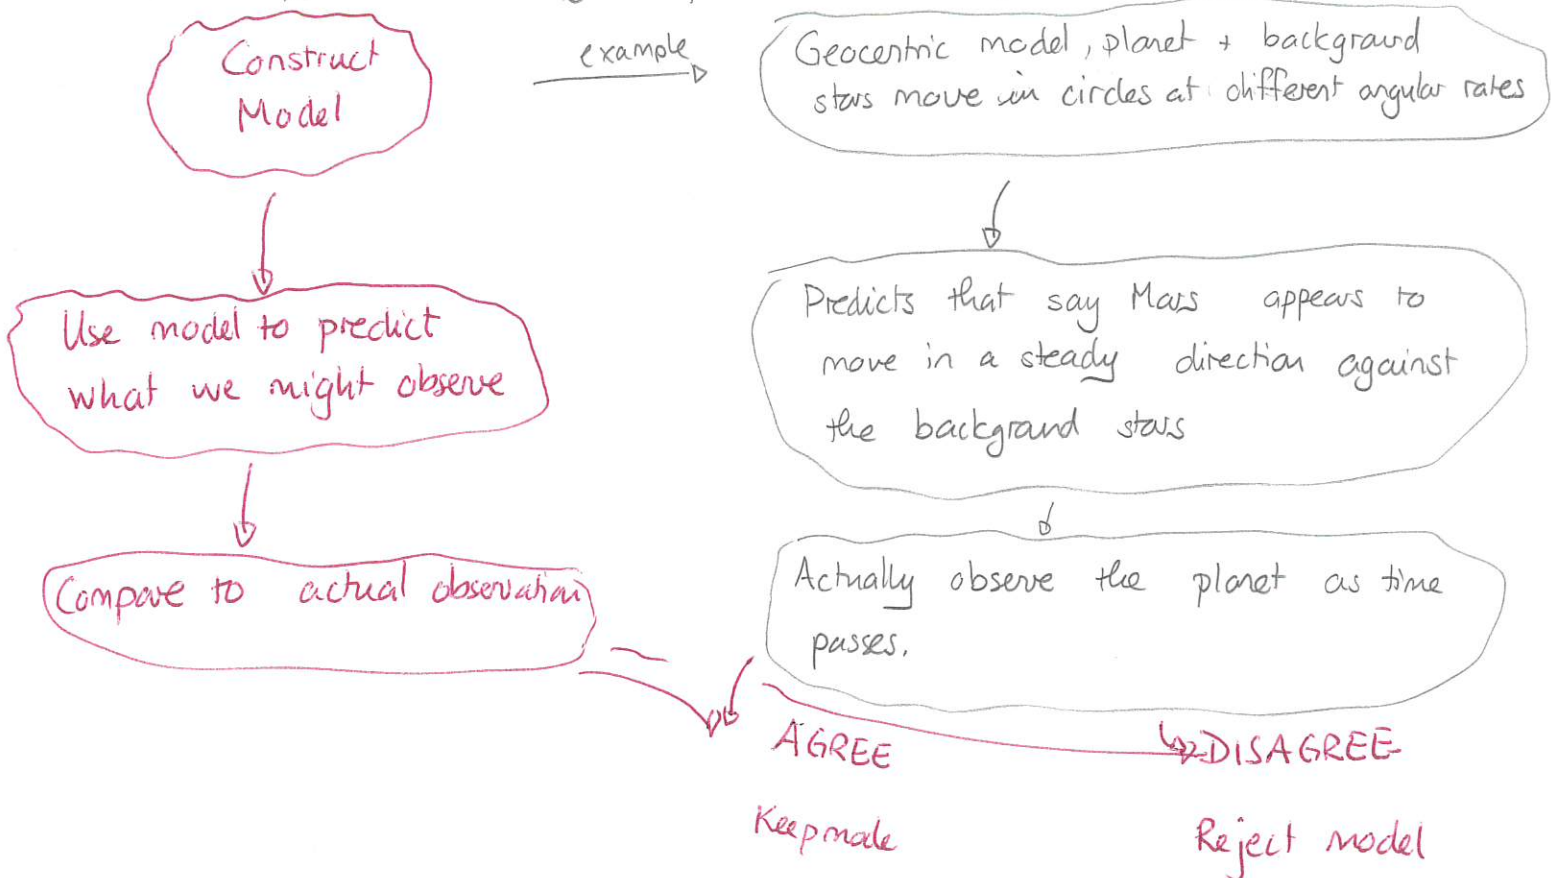 Construct
Model
example
Geocentric model, planet + background
stars move in circles at different angular rates
Use model to predict
what we might observe
Predicts that say Mars appears to
move in a steady direction against
the background stars
Compare to actual observation
Actually observe the planet as time
passes.
AGREE
DISAGREE
Keep mode
Reject model